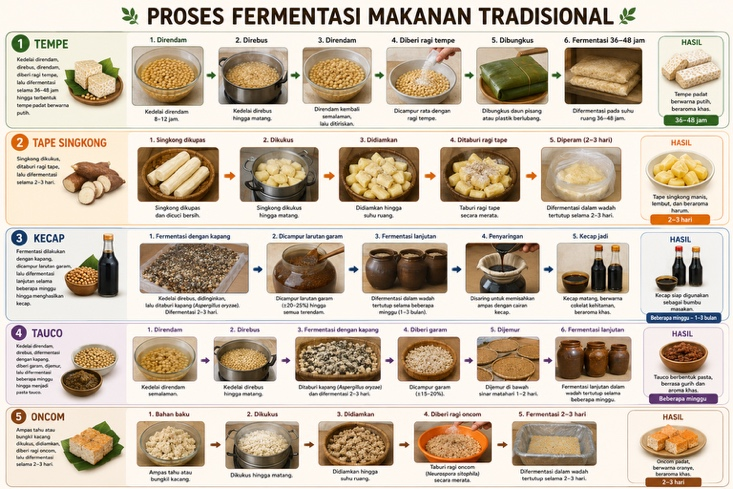 PROSES FERMENTASI MAKANAN TRADISIONAL
1 TEMPE
Kedelai direndam,
direbus, direndam,
diberi ragi tempe,
lalu difermentasi
selama 36–48 jam
hingga terbentuk
tempe padat berwarna
putih.
1. Direndam
Kedelai direndam
8–12 jam.
2. Direbus
Kedelai direbus
hingga matang.
3. Direndam
Direndam kembali
semalaman,
lalu ditiriskan.
4. Diberi ragi tempe
Dicampur rata dengan
ragi tempe.
5. Dibungkus
Dibungkus daun pisang
atau plastik berlubang.
6. Fermentasi 36–48 jam
Difermentasi pada suhu
ruang 36–48 jam.
HASIL
Tempe padat
berwarna putih,
beraroma khas.
36–48 jam
2 TAPE SINGKONG
Singkong dikukus,
ditaburi ragi tape,
lalu difermentasi
selama 2–3 hari.
1. Singkong dikupas
Singkong dikupas
dan dicuci bersih.
2. Dikukus
Singkong dikukus
hingga matang.
3. Didiamkan
Didiamkan hingga
suhu ruang.
4. Ditaburi ragi tape
Taburi ragi tape
secara merata.
5. Diperam (2–3 hari)
Difermentasi dalam wadah
tertutup selama 2–3 hari.
HASIL
Tape singkong manis,
lembut, dan beraroma
harum.
2–3 hari
3 KECAP
Fermentasi dilakukan
dengan kapang,
dicampur larutan garam,
lalu difermentasi
lanjutan selama beberapa
minggu hingga
menghasilkan
kecap.
1. Fermentasi dengan kapang
Kedelai direbus, didinginkan,
lalu ditaburi kapang (Aspergillus oryzae).
Difermentasi 2–3 hari.
2. Dicampur larutan garam
Dicampur larutan garam
(±20–25%) hingga
semua terendam.
3. Fermentasi lanjutan
Difermentasi dalam wadah
tertutup selama beberapa
minggu (1–3 bulan).
4. Penyaringan
Disaring untuk memisahkan
ampas dengan cairan
kecap.
5. Kecap jadi
Kecap matang, berwarna
cokelat kehitaman,
beraroma khas.
HASIL
Kecap siap digunakan
sebagai bumbu
masakan.
Beberapa minggu – 1–3 bulan
4 TAUCO
Kedelai direndam,
direbus, difermentasi
dengan kapang,
diberi garam, dijemur,
lalu difermentasi
beberapa minggu
hingga menjadi
pasta tauco.
1. Direndam
Kedelai direndam
semalaman.
2. Direbus
Kedelai direbus
hingga matang.
3. Fermentasi dengan kapang
Ditaburi kapang (Aspergillus oryzae)
dan difermentasi 2–3 hari.
4. Diberi garam
Dicampur garam
(±15–20%).
5. Dijemur
Dijemur di bawah
sinar matahari 1–2 hari.
6. Fermentasi lanjutan
Fermentasi lanjutan dalam
wadah tertutup selama
beberapa minggu.
HASIL
Tauco berbentuk pasta,
berrasa gurih dan
aroma khas.
Beberapa minggu
5 ONCOM
Ampas tahu atau
bungkil kacang
dikukus, didiamkan,
diberi ragi oncom,
lalu difermentasi
selama 2–3 hari
1. Bahan baku
Ampas tahu atau
bungkil kacang.
2. Dikukus
Dikukus hingga matang.
3. Didiamkan
Didiamkan hingga
suhu ruang.
4. Diberi ragi oncom
Taburi ragi oncom
(Neurospora sitophila)
secara merata.
5. Fermentasi 2–3 hari
Difermentasi dalam wadah
tertutup selama 2–3 hari.
HASIL
Oncom padat,
berwarna oranye,
beraroma khas.
2–3 hari